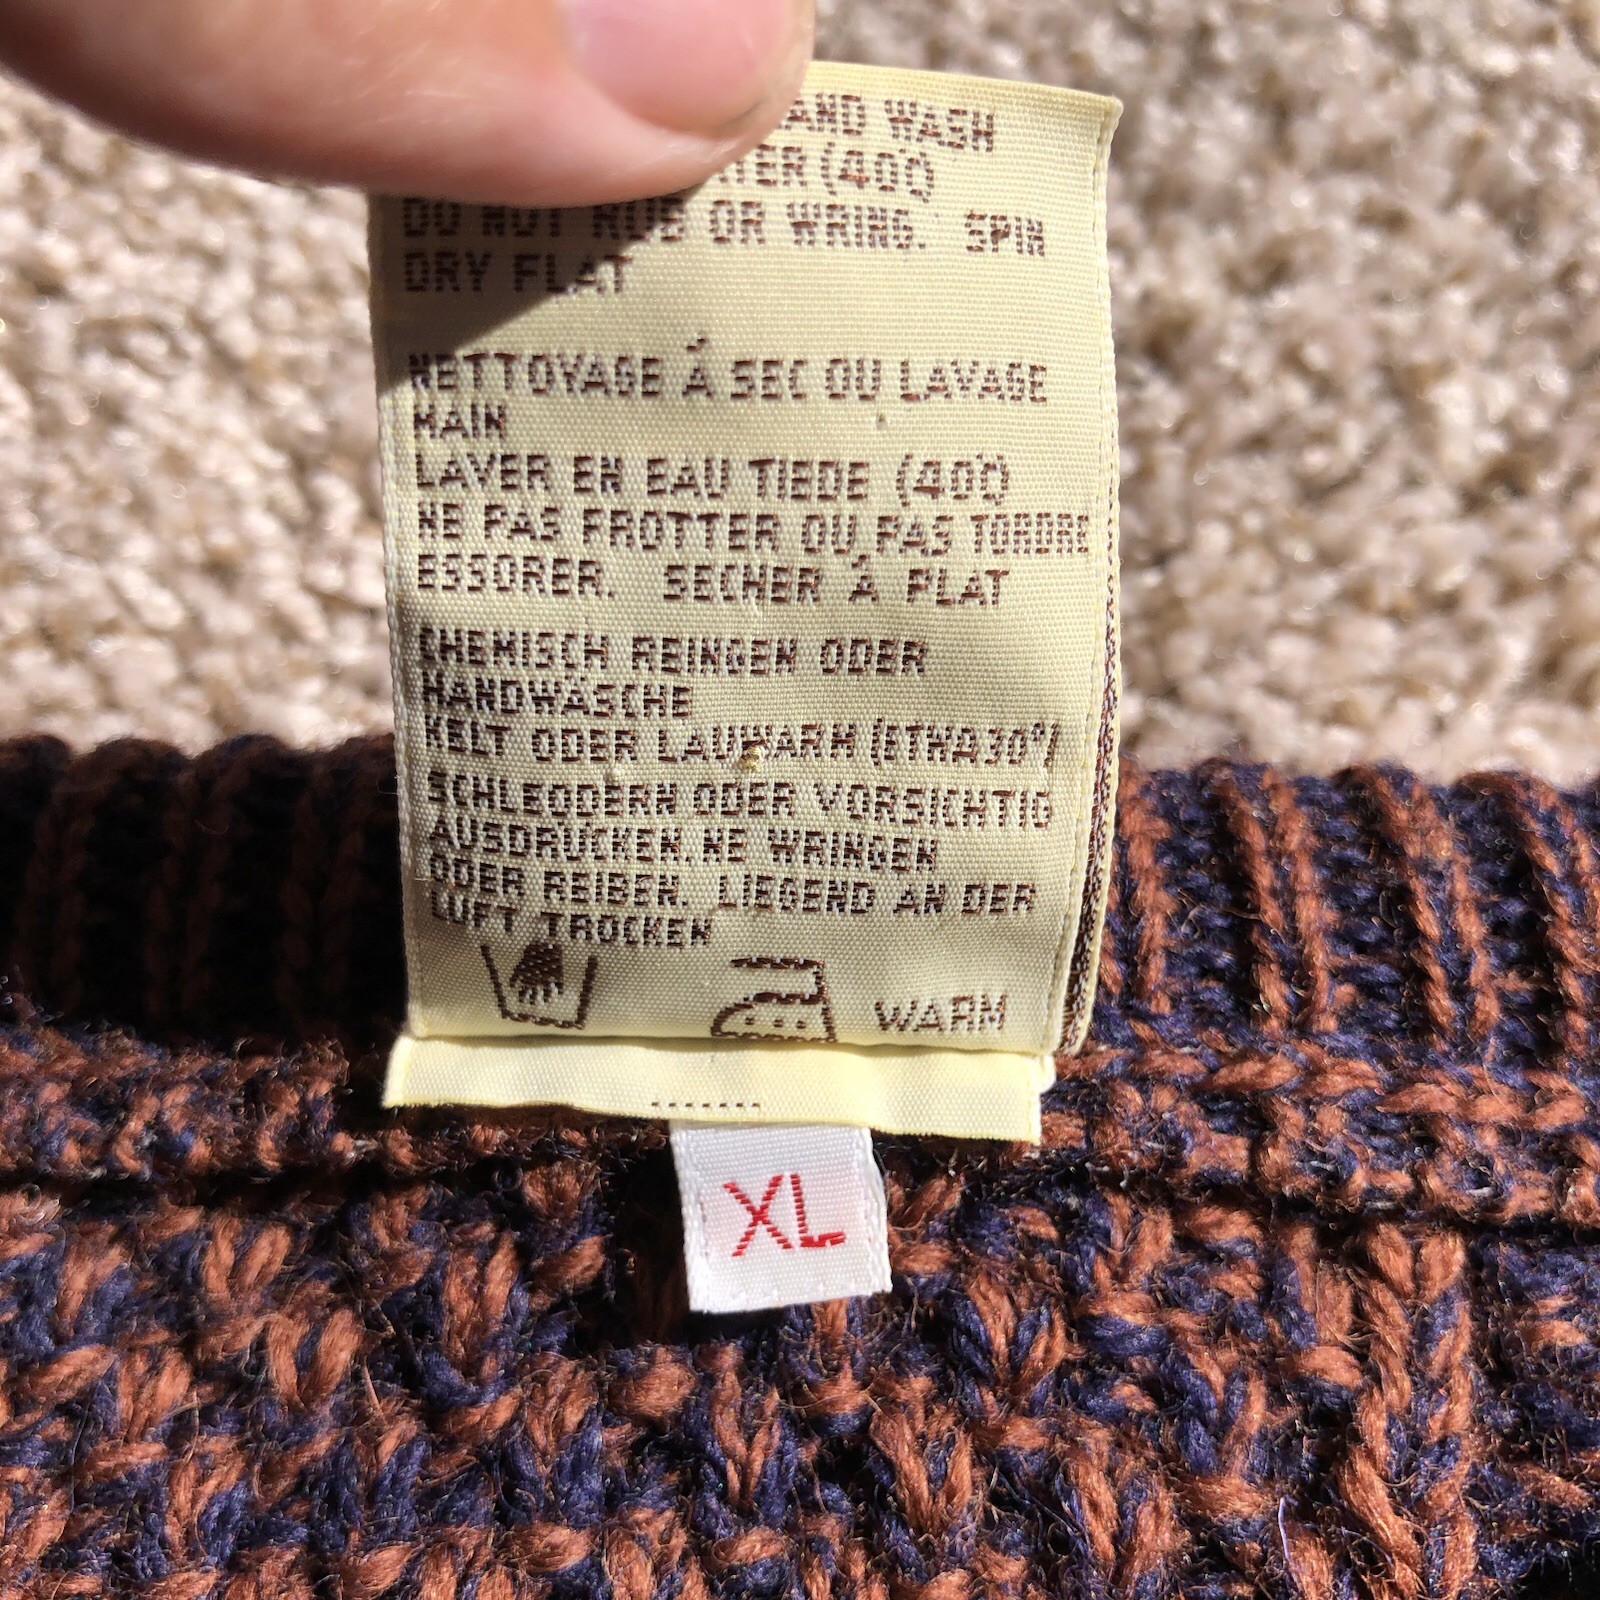 AND WASH
TER (40°C)
DO NOT RUB OR WRING. SPIN
DRY FLAT
NETTOYAGE Á SEC OU LAVAGE
MAIN
LAVER EN EAU TIEDE (40°C)
NE PAS FROTTER OU PAS TORDRE
ESSORER. SECHER Á PLAT
CHEMISCH REINGEN ODER
HANDWÄSCHE
KELT ODER LAUWARM (ETWA30°)
SCHLEODERN ODER VORSICHTIG
AUSDRUCKEN.NE WRINGEN
ODER REIBEN. LIEGEND AN DER
LUFT TROCKEN
WARM
XL